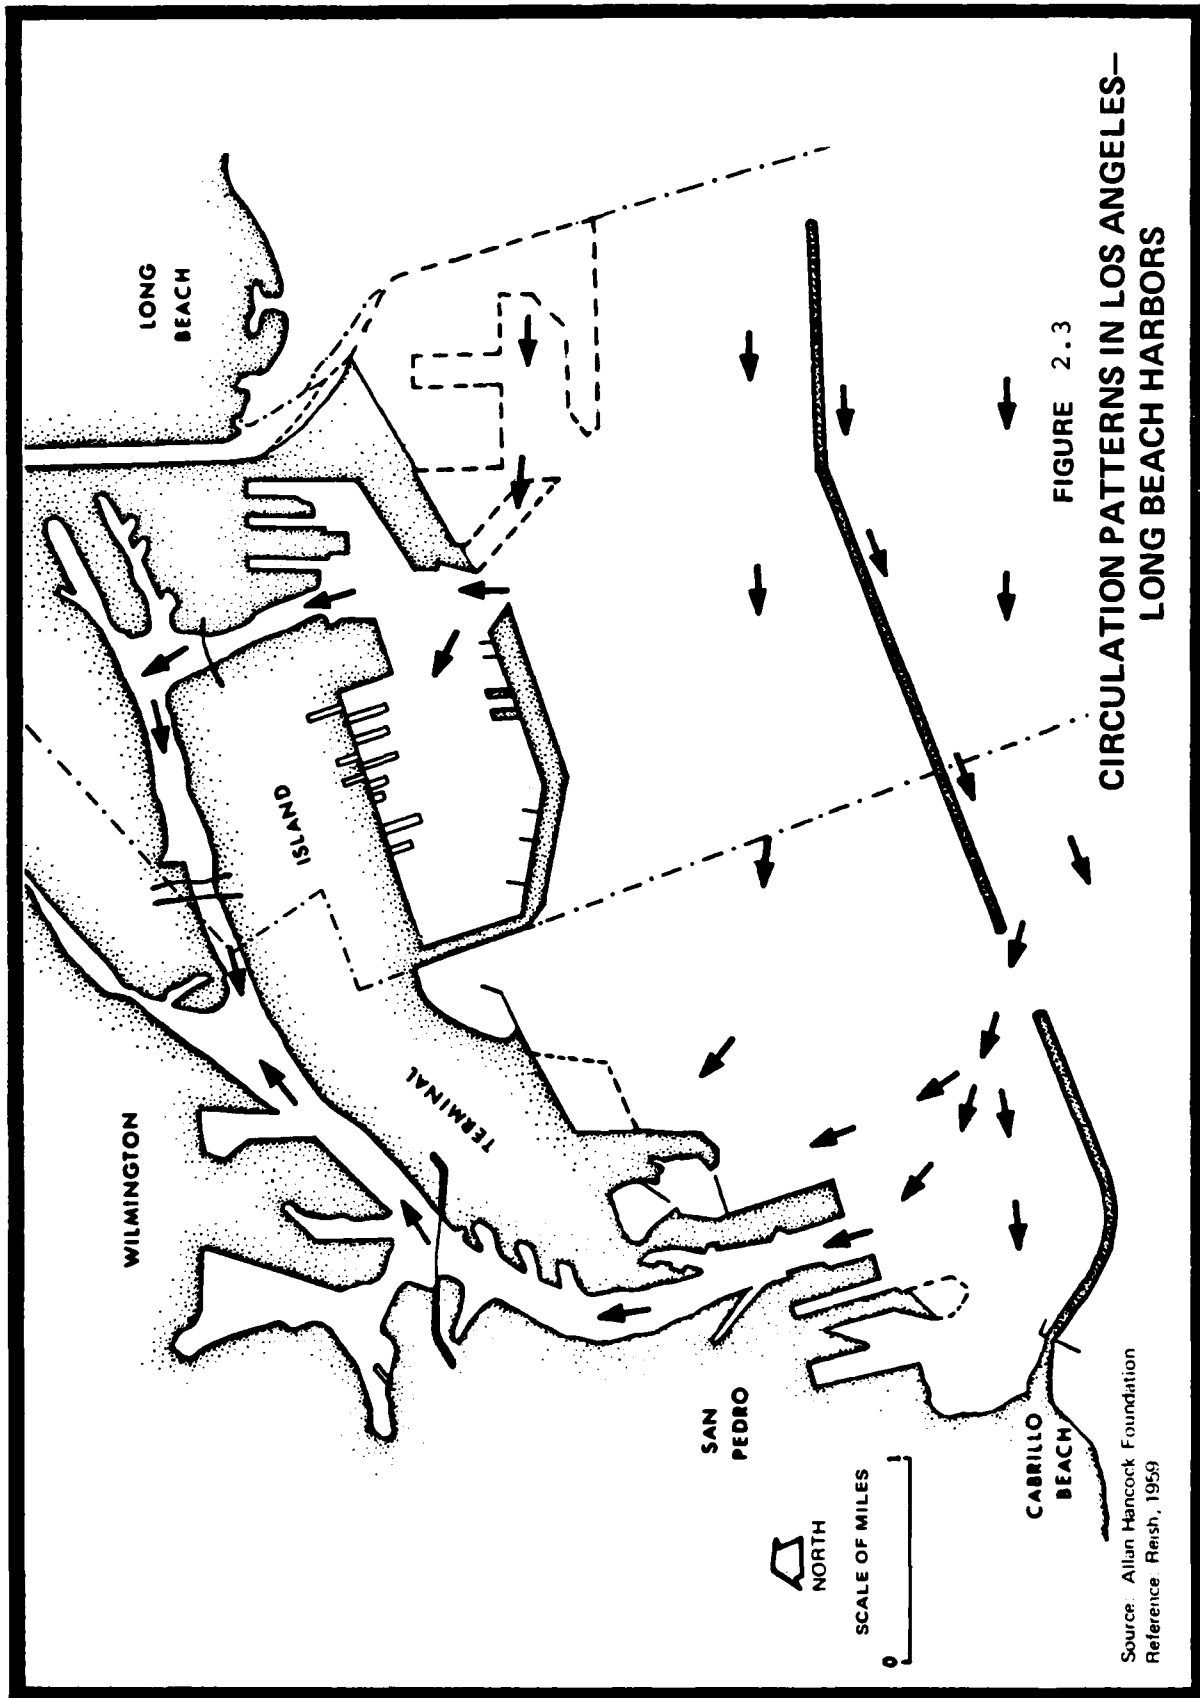 LONG
BEACH
WILMINGTON
TERMINAL
ISLAND
SAN
PEDRO
CABRILLO
BEACH
NORTH
SCALE OF MILES
0 1
Source: Allan Hancock Foundation
Reference: Reish, 1959
FIGURE 2.3
CIRCULATION PATTERNS IN LOS ANGELES–
LONG BEACH HARBORS